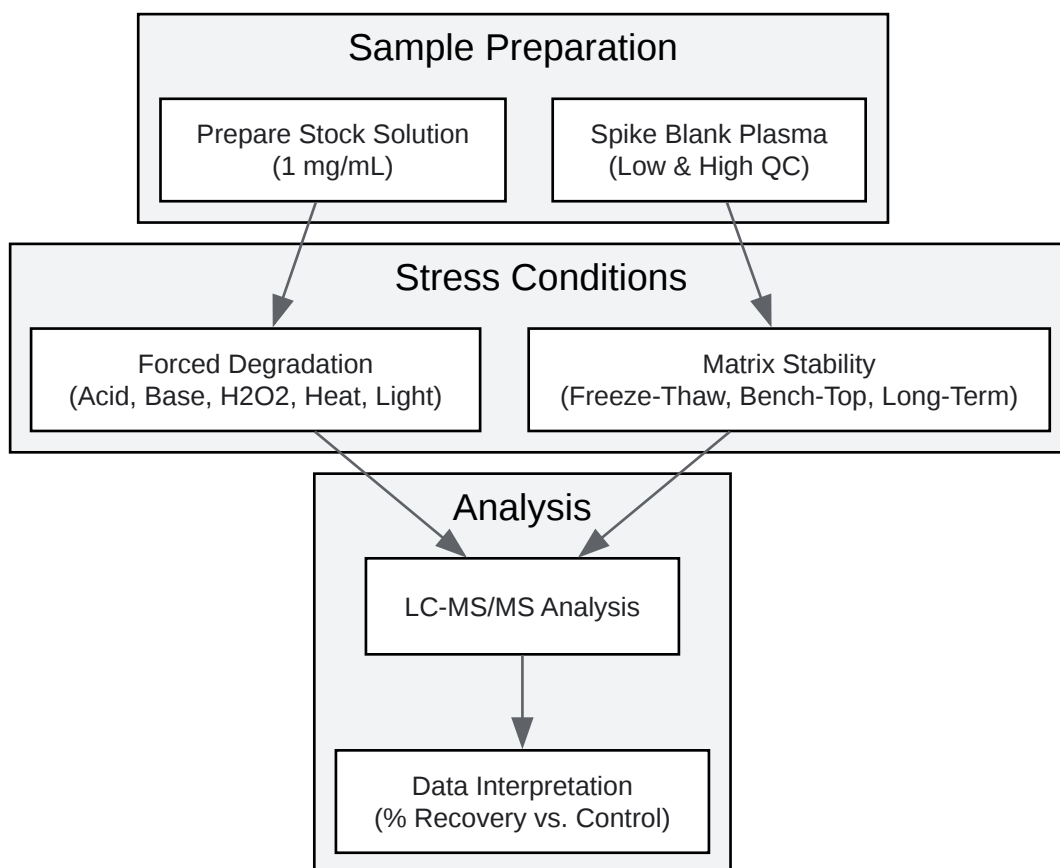 Sample Preparation
Prepare Stock Solution
(1 mg/mL)
Spike Blank Plasma
(Low & High QC)
Stress Conditions
Forced Degradation
(Acid, Base, H2O2, Heat, Light)
Matrix Stability
(Freeze-Thaw, Bench-Top, Long-Term)
Analysis
LC-MS/MS Analysis
Data Interpretation
(% Recovery vs. Control)